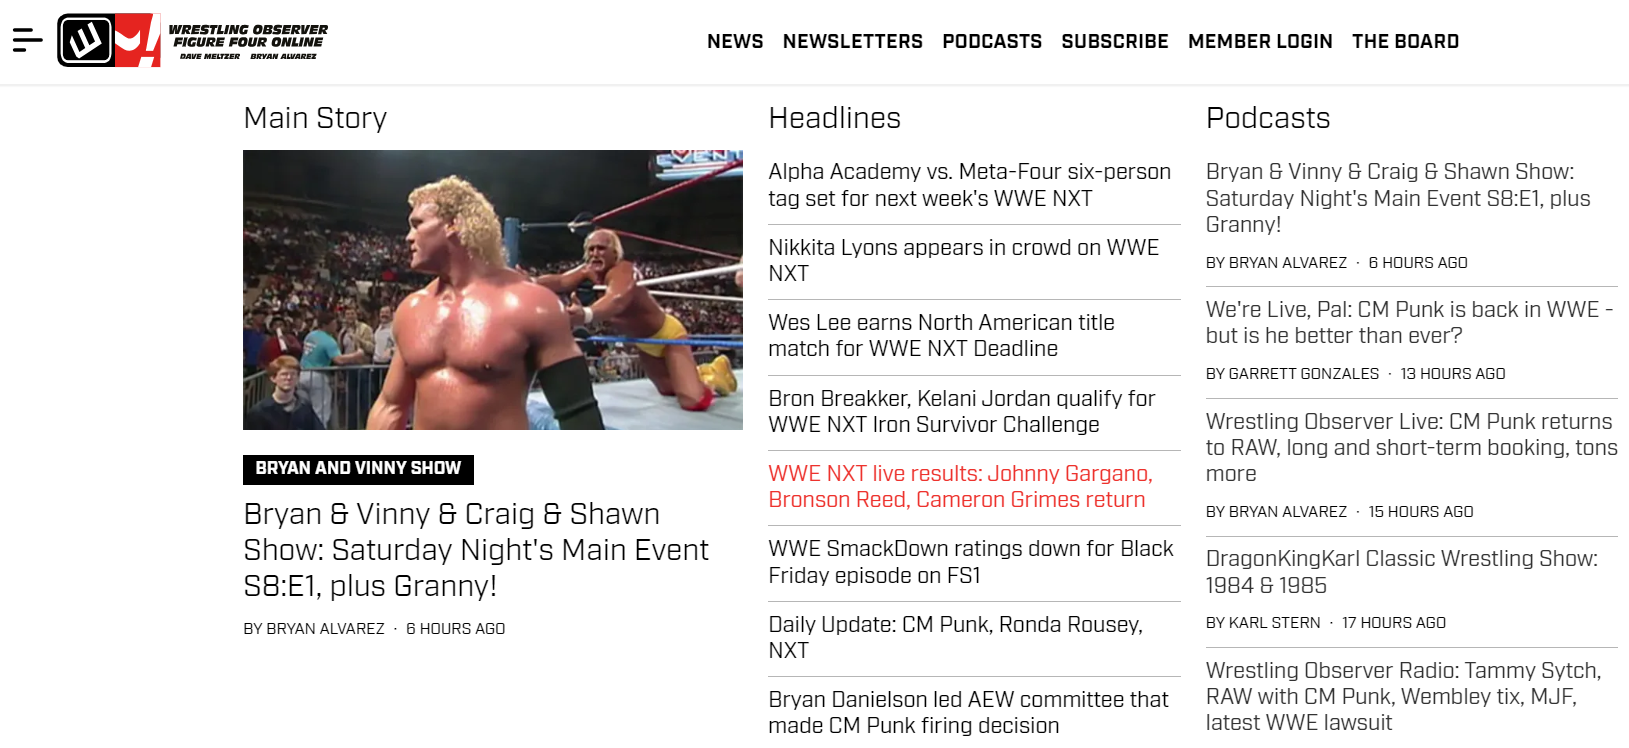 WRESTLING OBSERVER
FIGURE FOUR ONLINE
DAVE MELTZER BRYAN ALVAREZ
NEWS NEWSLETTERS PODCASTS SUBSCRIBE MEMBER LOGIN THE BOARD
Main Story
EVENT
BRYAN AND VINNY SHOW
Bryan & Vinny & Craig & Shawn
Show: Saturday Night's Main Event
S8:E1, plus Granny!
BY BRYAN ALVAREZ · 6 HOURS AGO
Headlines
Alpha Academy vs. Meta-Four six-person
tag set for next week's WWE NXT
Nikkita Lyons appears in crowd on WWE
NXT
Wes Lee earns North American title
match for WWE NXT Deadline
Bron Breakker, Kelani Jordan qualify for
WWE NXT Iron Survivor Challenge
WWE NXT live results: Johnny Gargano,
Bronson Reed, Cameron Grimes return
WWE SmackDown ratings down for Black
Friday episode on FS1
Daily Update: CM Punk, Ronda Rousey,
NXT
Bryan Danielson led AEW committee that
made CM Punk firing decision
Podcasts
Bryan & Vinny & Craig & Shawn Show:
Saturday Night's Main Event S8:E1, plus
Granny!
BY BRYAN ALVAREZ · 6 HOURS AGO
We're Live, Pal: CM Punk is back in WWE -
but is he better than ever?
BY GARRETT GONZALES · 13 HOURS AGO
Wrestling Observer Live: CM Punk returns
to RAW, long and short-term booking, tons
more
BY BRYAN ALVAREZ · 15 HOURS AGO
DragonKingKarl Classic Wrestling Show:
1984 & 1985
BY KARL STERN · 17 HOURS AGO
Wrestling Observer Radio: Tammy Sytch,
RAW with CM Punk, Wembley tix, MJF,
latest WWE lawsuit